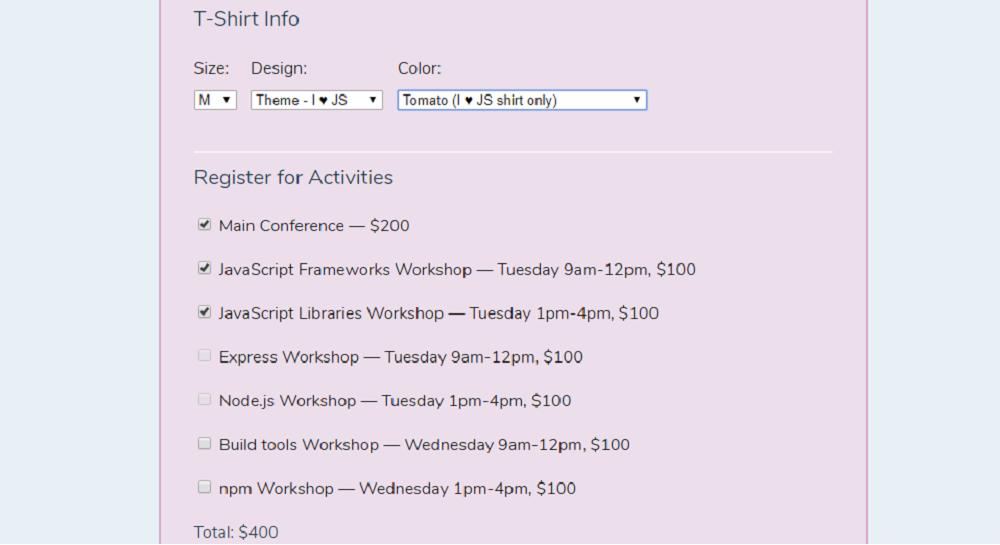 T-Shirt Info
Size: Design: Color:
M Theme - I ♥ JS Tomato (I ♥ JS shirt only)
Register for Activities
Main Conference — $200
JavaScript Frameworks Workshop — Tuesday 9am-12pm, $100
JavaScript Libraries Workshop — Tuesday 1pm-4pm, $100
Express Workshop — Tuesday 9am-12pm, $100
Node.js Workshop — Tuesday 1pm-4pm, $100
Build tools Workshop — Wednesday 9am-12pm, $100
npm Workshop — Wednesday 1pm-4pm, $100
Total: $400